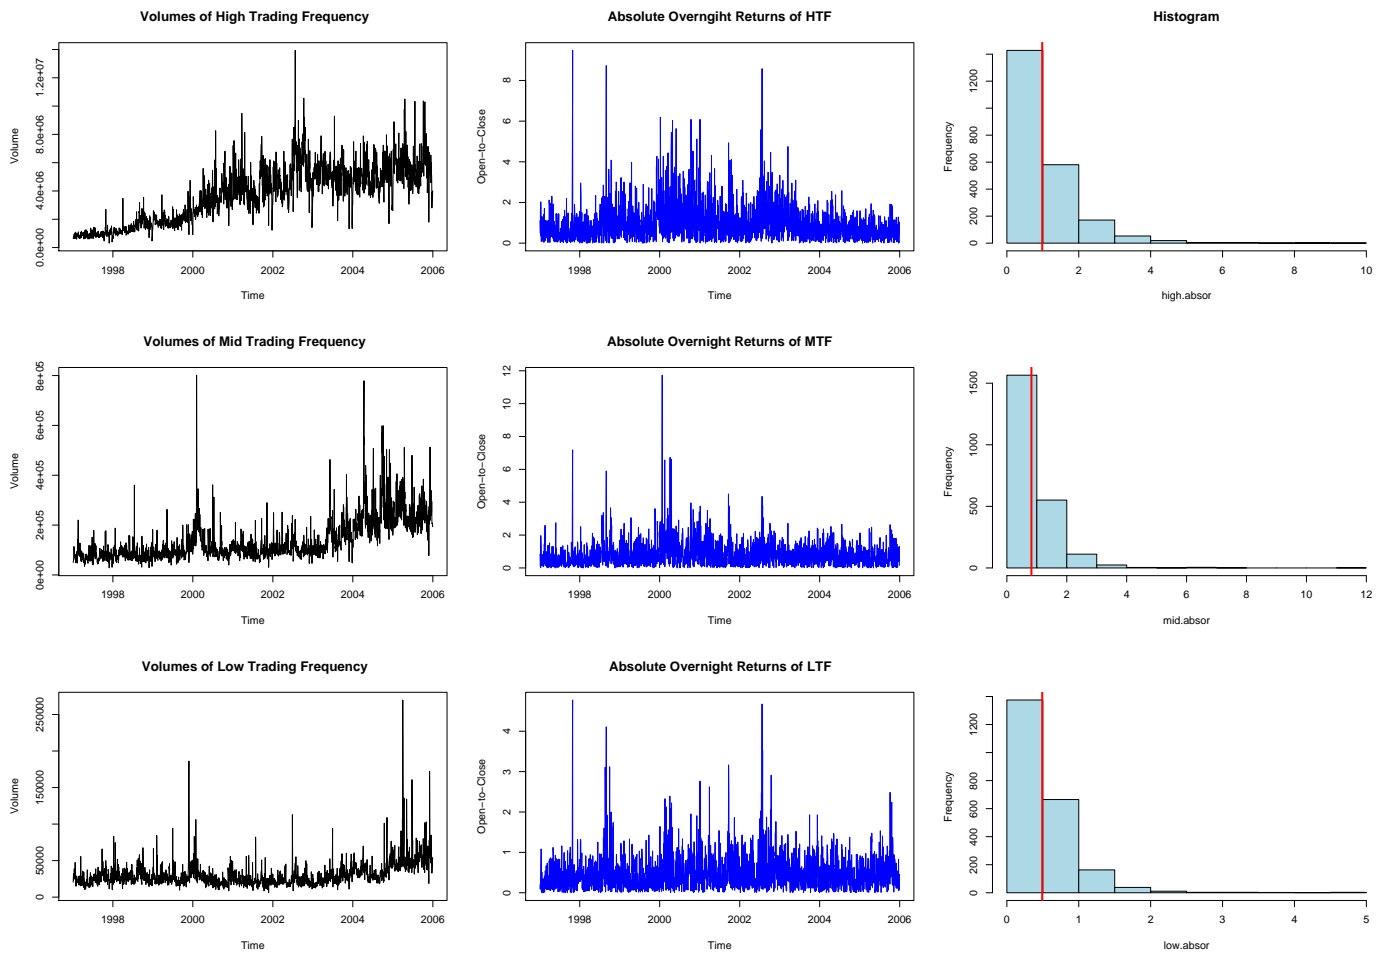 Volumes of High Trading Frequency
Volume
0.0e+00 4.0e+06 8.0e+06 1.2e+07
1998 2000 2002 2004 2006
Time
Absolute Overngiht Returns of HTF
Open−to−Close
0 2 4 6 8
1998 2000 2002 2004 2006
Time
Histogram
Frequency
0 200 400 600 800 1200
0 2 4 6 8 10
high.absor
Volumes of Mid Trading Frequency
Volume
0e+00 2e+05 4e+05 6e+05 8e+05
1998 2000 2002 2004 2006
Time
Absolute Overnight Returns of MTF
Open−to−Close
0 2 4 6 8 10 12
1998 2000 2002 2004 2006
Time
Frequency
0 500 1000 1500
0 2 4 6 8 10 12
mid.absor
Volumes of Low Trading Frequency
Volume
0 50000 150000 250000
1998 2000 2002 2004 2006
Time
Absolute Overnight Returns of LTF
Open−to−Close
0 1 2 3 4
1998 2000 2002 2004 2006
Time
Frequency
0 200 400 600 800 1200
0 1 2 3 4 5
low.absor